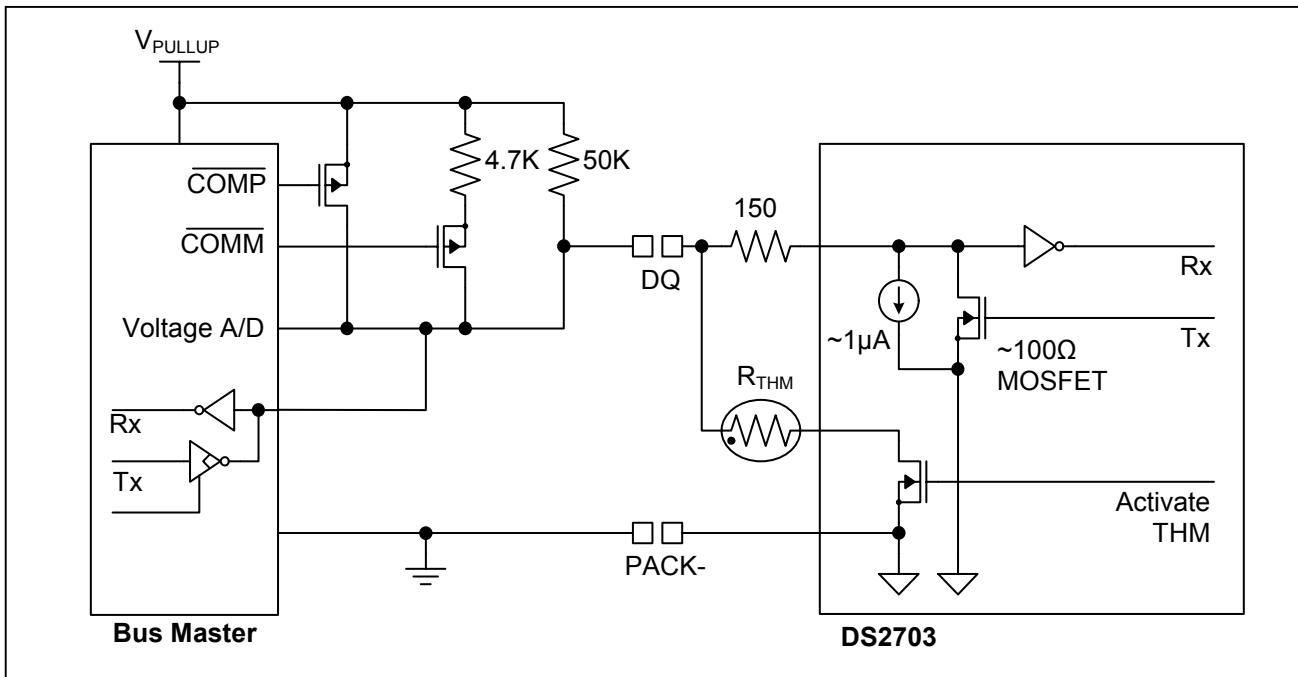 VPULLUP
COMP
4.7K
50K
COMM
150
DQ
Rx
Voltage A/D
~1µA
Tx
~100Ω
MOSFET
RTHM
Rx
Tx
Activate
THM
PACK-
Bus Master
DS2703